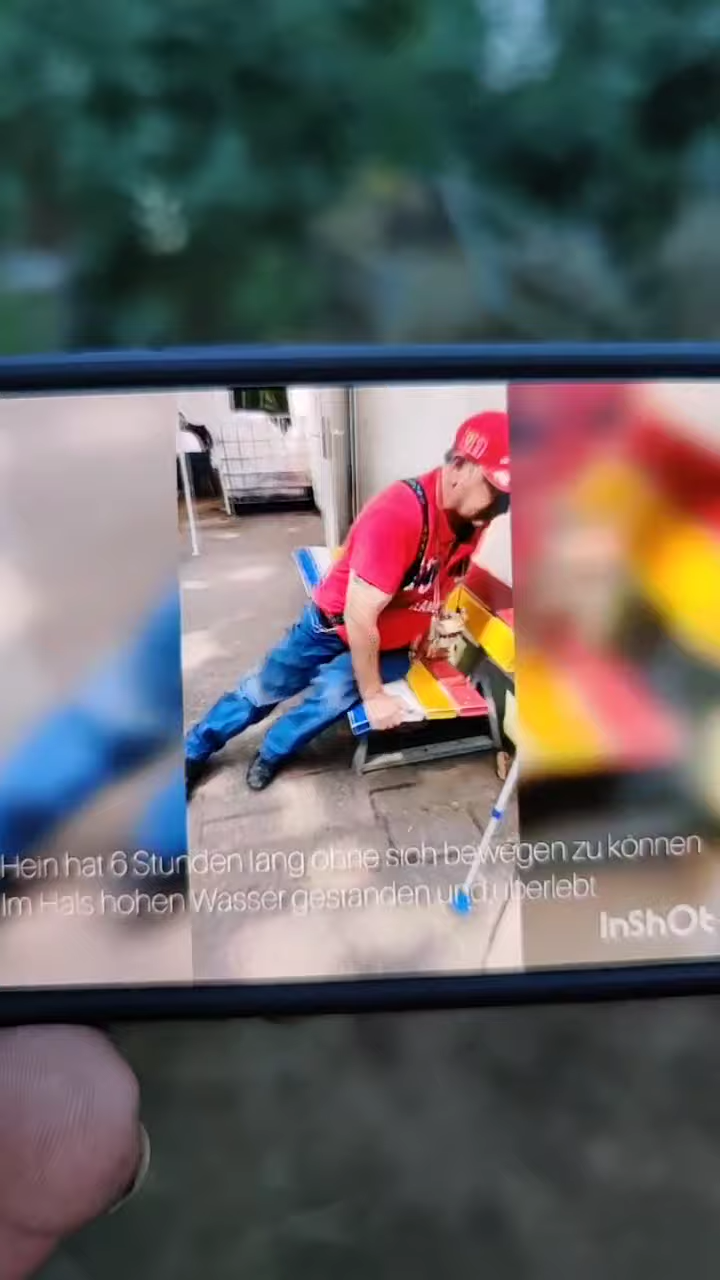 Hein hat 6 Stunden lang ohne sich bewegen zu können
Im Hals hohen Wasser gestanden und überlebt
InShOt